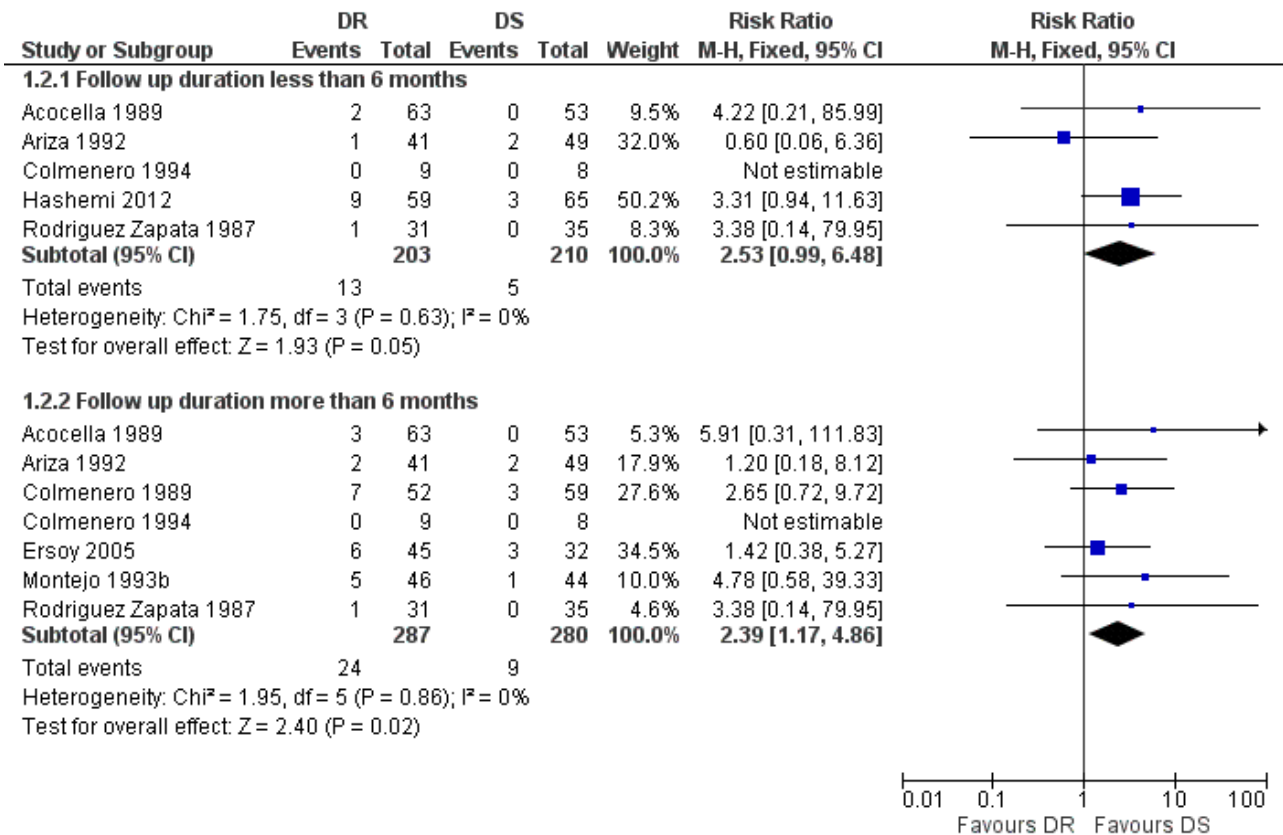 DR DS Risk Ratio Risk Ratio
Study or Subgroup Events Total Events Total Weight M-H, Fixed, 95% CI M-H, Fixed, 95% CI
1.2.1 Follow up duration less than 6 months
Acocella 1989 2 63 0 53 9.5% 4.22 [0.21, 85.99]
Ariza 1992 1 41 2 49 32.0% 0.60 [0.06, 6.36]
Colmenero 1994 0 9 0 8 Not estimable
Hashemi 2012 9 59 3 65 50.2% 3.31 [0.94, 11.63]
Rodriguez Zapata 1987 1 31 0 35 8.3% 3.38 [0.14, 79.95]
Subtotal (95% CI) 203 210 100.0% 2.53 [0.99, 6.48]
Total events 13 5
Heterogeneity: Chi² = 1.75, df = 3 (P = 0.63); I² = 0%
Test for overall effect: Z = 1.93 (P = 0.05)
1.2.2 Follow up duration more than 6 months
Acocella 1989 3 63 0 53 5.3% 5.91 [0.31, 111.83]
Ariza 1992 2 41 2 49 17.9% 1.20 [0.18, 8.12]
Colmenero 1989 7 52 3 59 27.6% 2.65 [0.72, 9.72]
Colmenero 1994 0 9 0 8 Not estimable
Ersoy 2005 6 45 3 32 34.5% 1.42 [0.38, 5.27]
Montejo 1993b 5 46 1 44 10.0% 4.78 [0.58, 39.33]
Rodriguez Zapata 1987 1 31 0 35 4.6% 3.38 [0.14, 79.95]
Subtotal (95% CI) 287 280 100.0% 2.39 [1.17, 4.86]
Total events 24 9
Heterogeneity: Chi² = 1.95, df = 5 (P = 0.86); I² = 0%
Test for overall effect: Z = 2.40 (P = 0.02)
0.01 0.1 1 10 100
Favours DR Favours DS